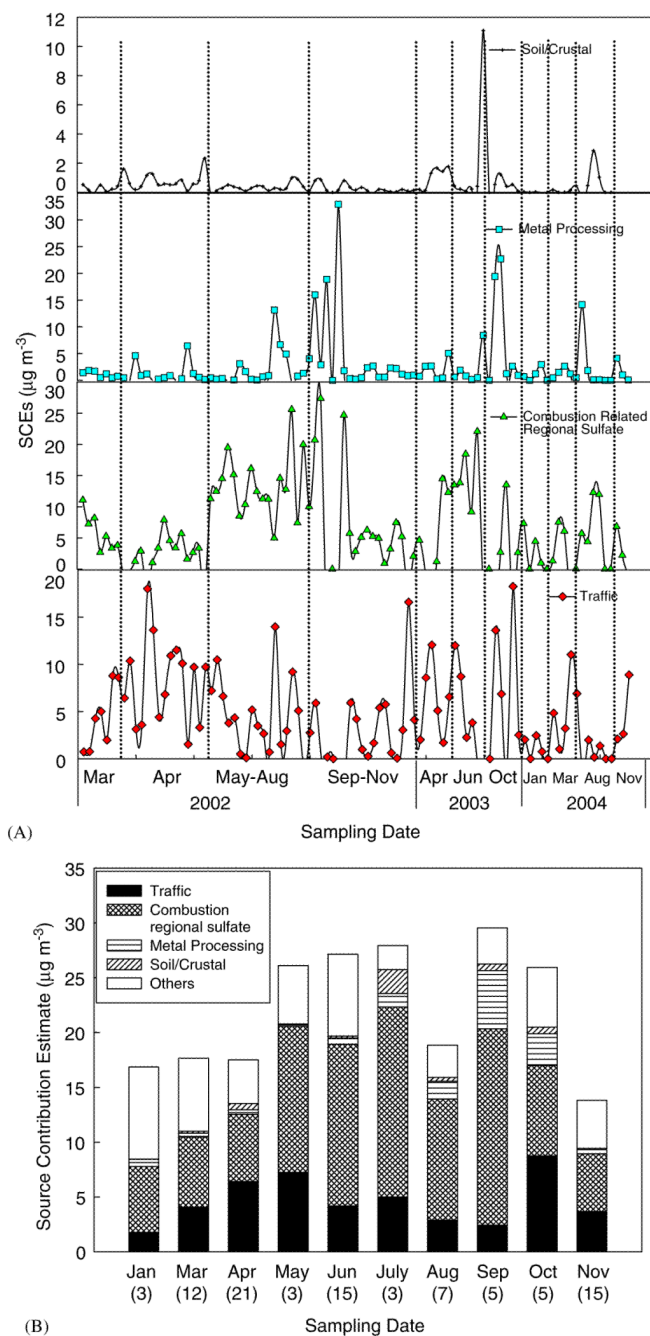 12
10
8
6
4
2
0
Soil/Crustal
35
30
25
20
15
10
5
0
Metal Processing
30
25
20
15
10
5
0
Combustion Related
Regional Sulfate
20
15
10
5
0
Traffic
SCEs (μg m-3)
Mar Apr May-Aug Sep-Nov Apr Jun Oct Jan Mar Aug Nov
2002 2003 2004
(A) Sampling Date
35
30
25
20
15
10
5
0
Source Contribution Estimate (μg m-3)
Traffic
Combustion
regional sulfate
Metal Processing
Soil/Crustal
Others
Jan Mar Apr May Jun July Aug Sep Oct Nov
(3) (12) (21) (3) (15) (3) (7) (5) (5) (15)
(B) Sampling Date